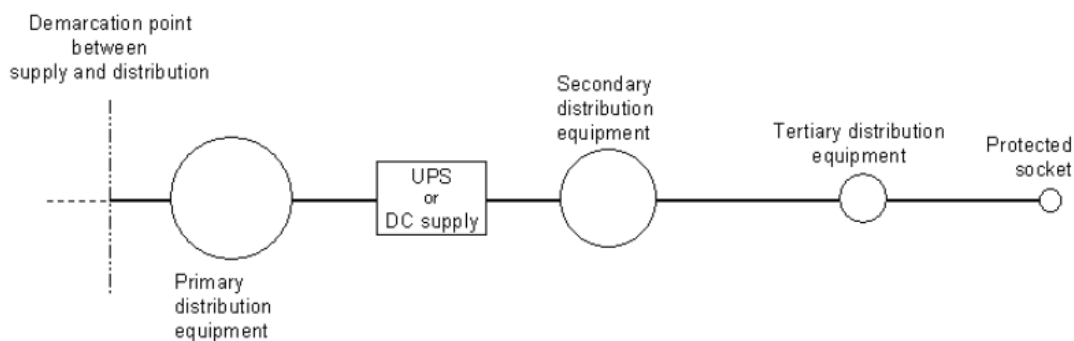 Demarcation point
between
supply and distribution
Primary
distribution
equipment
UPS
or
DC supply
Secondary
distribution
equipment
Tertiary distribution
equipment
Protected
socket